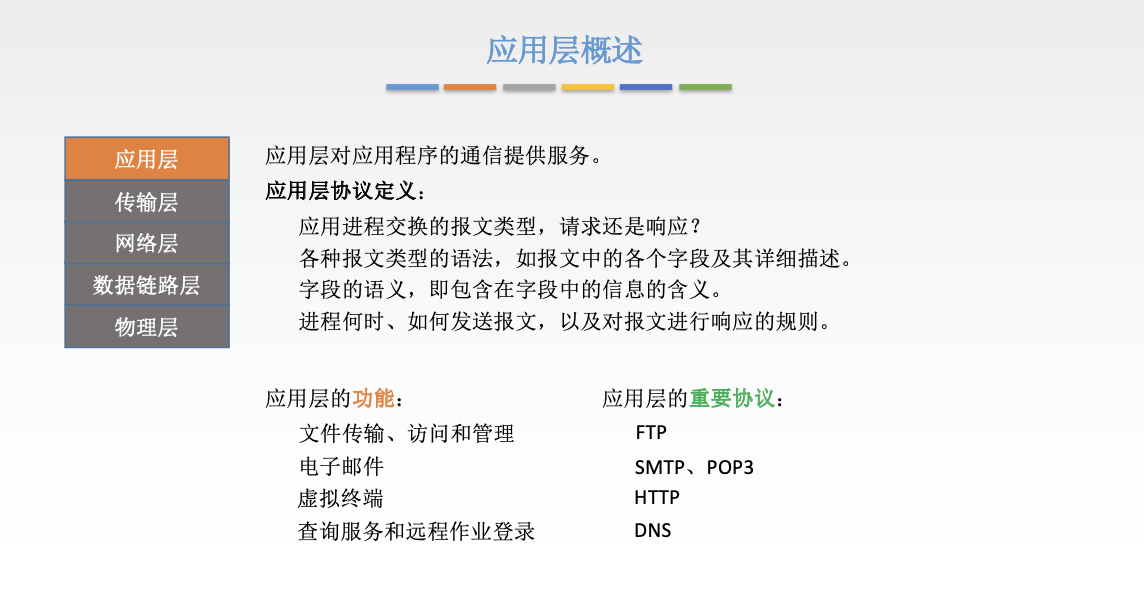 应用层概述
应用层
传输层
网络层
数据链路层
物理层
应用层对应用程序的通信提供服务。
应用层协议定义：
应用进程交换的报文类型，请求还是响应？
各种报文类型的语法，如报文中的各个字段及其详细描述。
字段的语义，即包含在字段中的信息的含义。
进程何时、如何发送报文，以及对报文进行响应的规则。
应用层的功能：
文件传输、访问和管理
电子邮件
虚拟终端
查询服务和远程作业登录
应用层的重要协议：
FTP
SMTP、POP3
HTTP
DNS